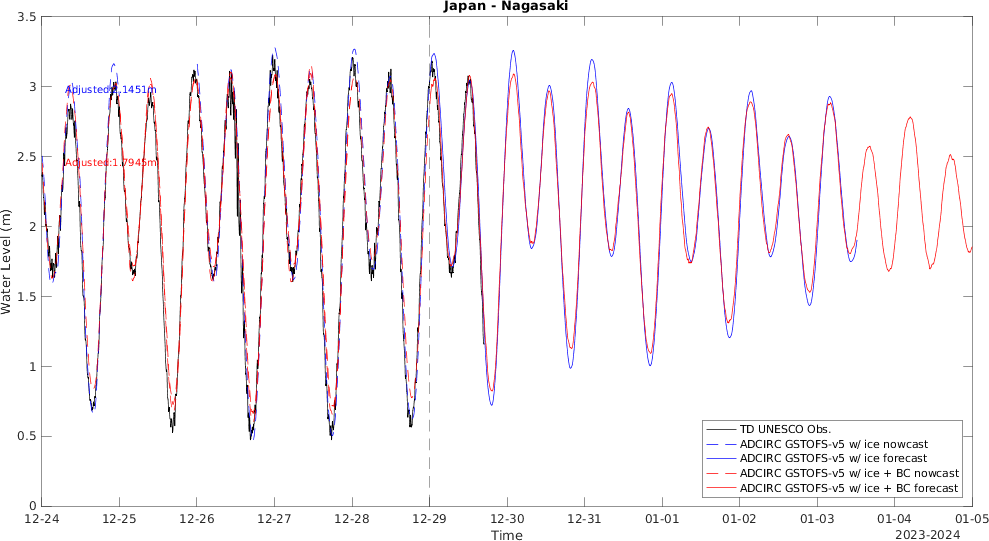 Japan - Nagasaki
3.5
3
2.5
2
1.5
1
0.5
0
Water Level (m)
Adjusted:1.1451m
Adjusted:1.7945m
TD UNESCO Obs.
ADCIRC GSTOFS-v5 w/ ice nowcast
ADCIRC GSTOFS-v5 w/ ice forecast
ADCIRC GSTOFS-v5 w/ ice + BC nowcast
ADCIRC GSTOFS-v5 w/ ice + BC forecast
12-24 12-25 12-26 12-27 12-28 12-29 12-30 12-31 01-01 01-02 01-03 01-04 01-05
Time
2023-2024